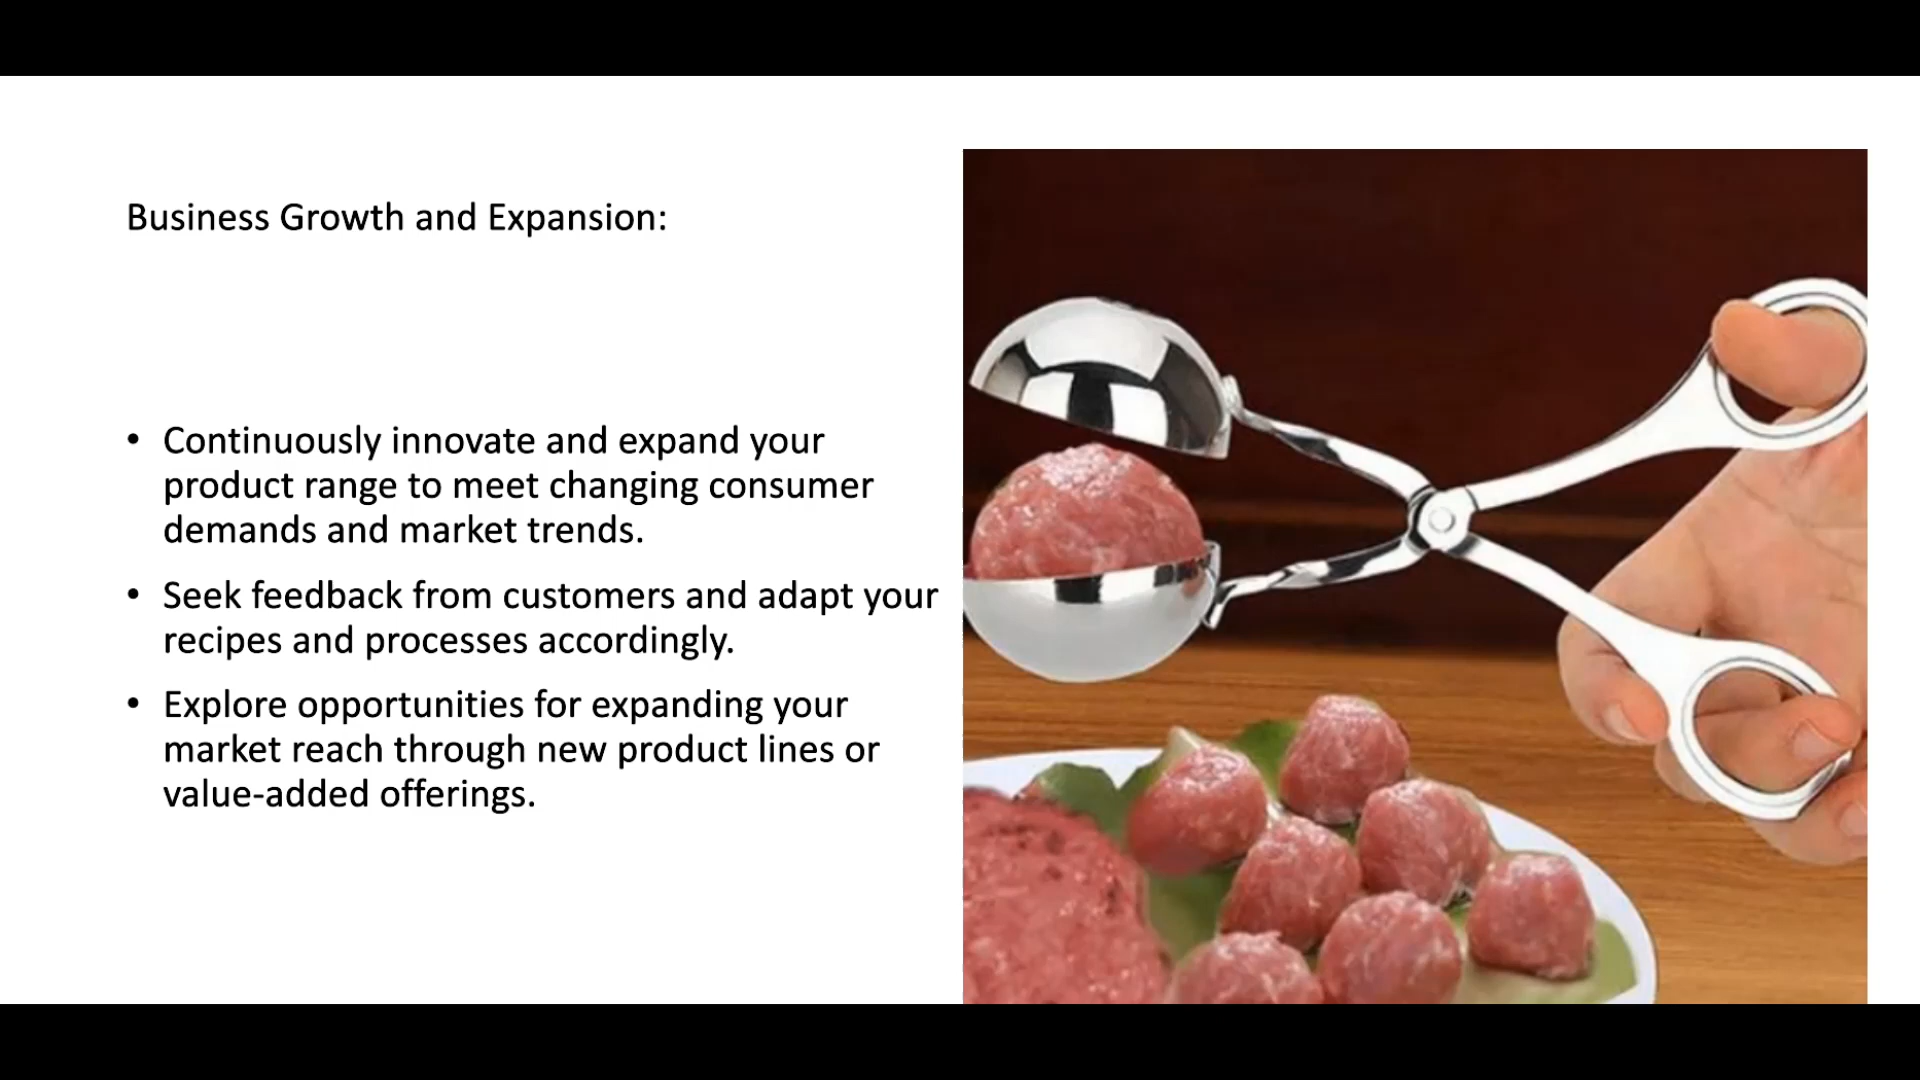 Business Growth and Expansion:
• Continuously innovate and expand your
product range to meet changing consumer
demands and market trends.
• Seek feedback from customers and adapt your
recipes and processes accordingly.
• Explore opportunities for expanding your
market reach through new product lines or
value-added offerings.